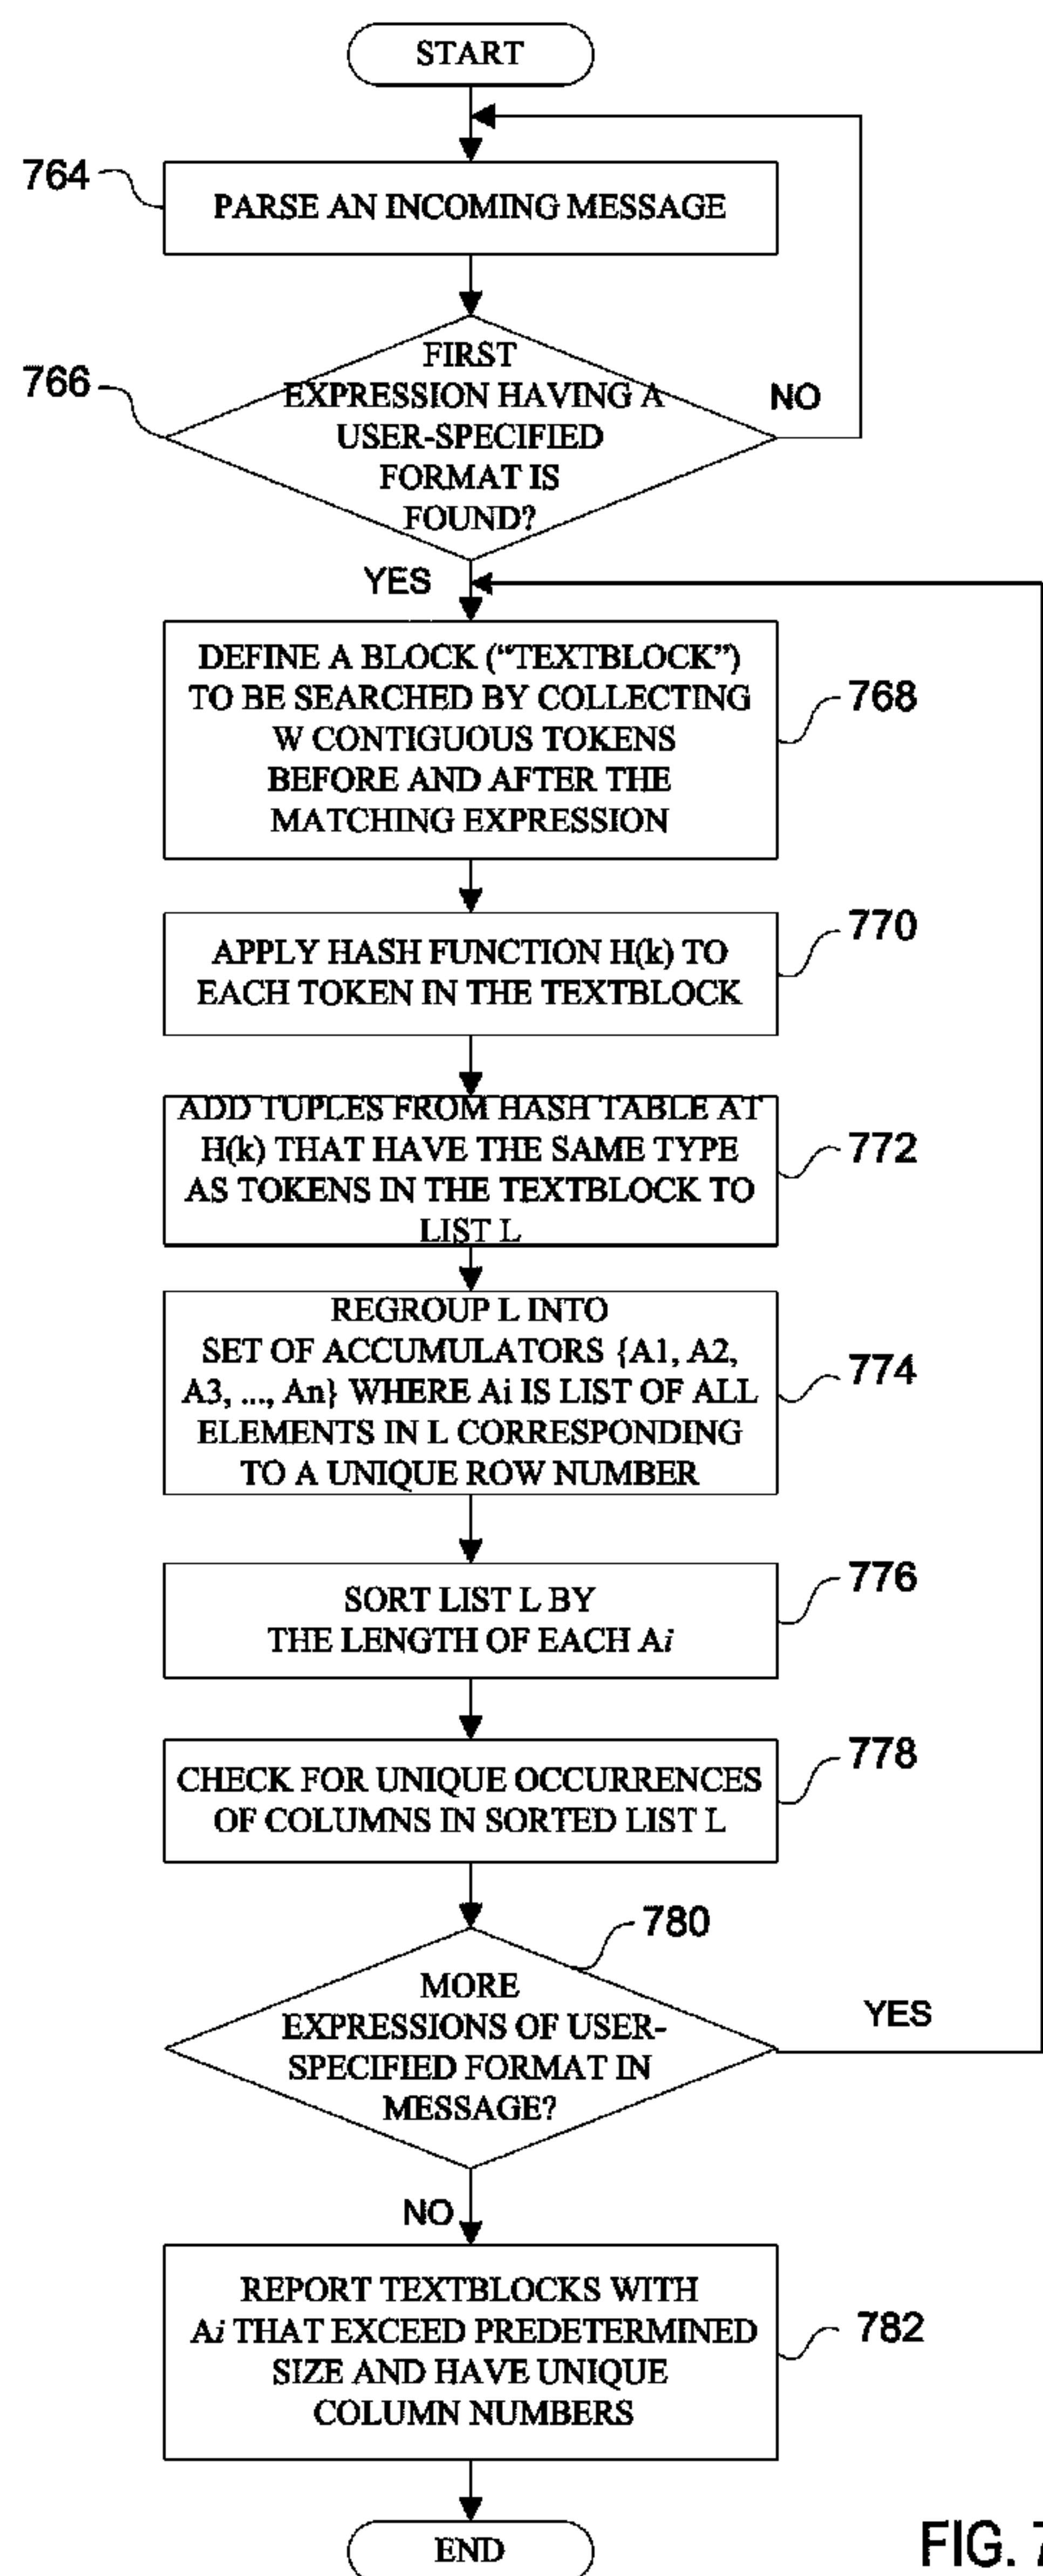 START
764
PARSE AN INCOMING MESSAGE
766
FIRST
EXPRESSION HAVING A
USER-SPECIFIED
FORMAT IS
FOUND?
NO
YES
DEFINE A BLOCK (“TEXTBLOCK”)
TO BE SEARCHED BY COLLECTING
W CONTIGUOUS TOKENS
BEFORE AND AFTER THE
MATCHING EXPRESSION
768
APPLY HASH FUNCTION H(k) TO
EACH TOKEN IN THE TEXTBLOCK
770
ADD TUPLES FROM HASH TABLE AT
H(k) THAT HAVE THE SAME TYPE
AS TOKENS IN THE TEXTBLOCK TO
LIST L
772
REGROUP L INTO
SET OF ACCUMULATORS {A1, A2,
A3, ..., An} WHERE Ai IS LIST OF ALL
ELEMENTS IN L CORRESPONDING
TO A UNIQUE ROW NUMBER
774
SORT LIST L BY
THE LENGTH OF EACH Ai
776
CHECK FOR UNIQUE OCCURRENCES
OF COLUMNS IN SORTED LIST L
778
780
MORE
EXPRESSIONS OF USER-
SPECIFIED FORMAT IN
MESSAGE?
YES
NO
REPORT TEXTBLOCKS WITH
Ai THAT EXCEED PREDETERMINED
SIZE AND HAVE UNIQUE
COLUMN NUMBERS
782
END
FIG. 7